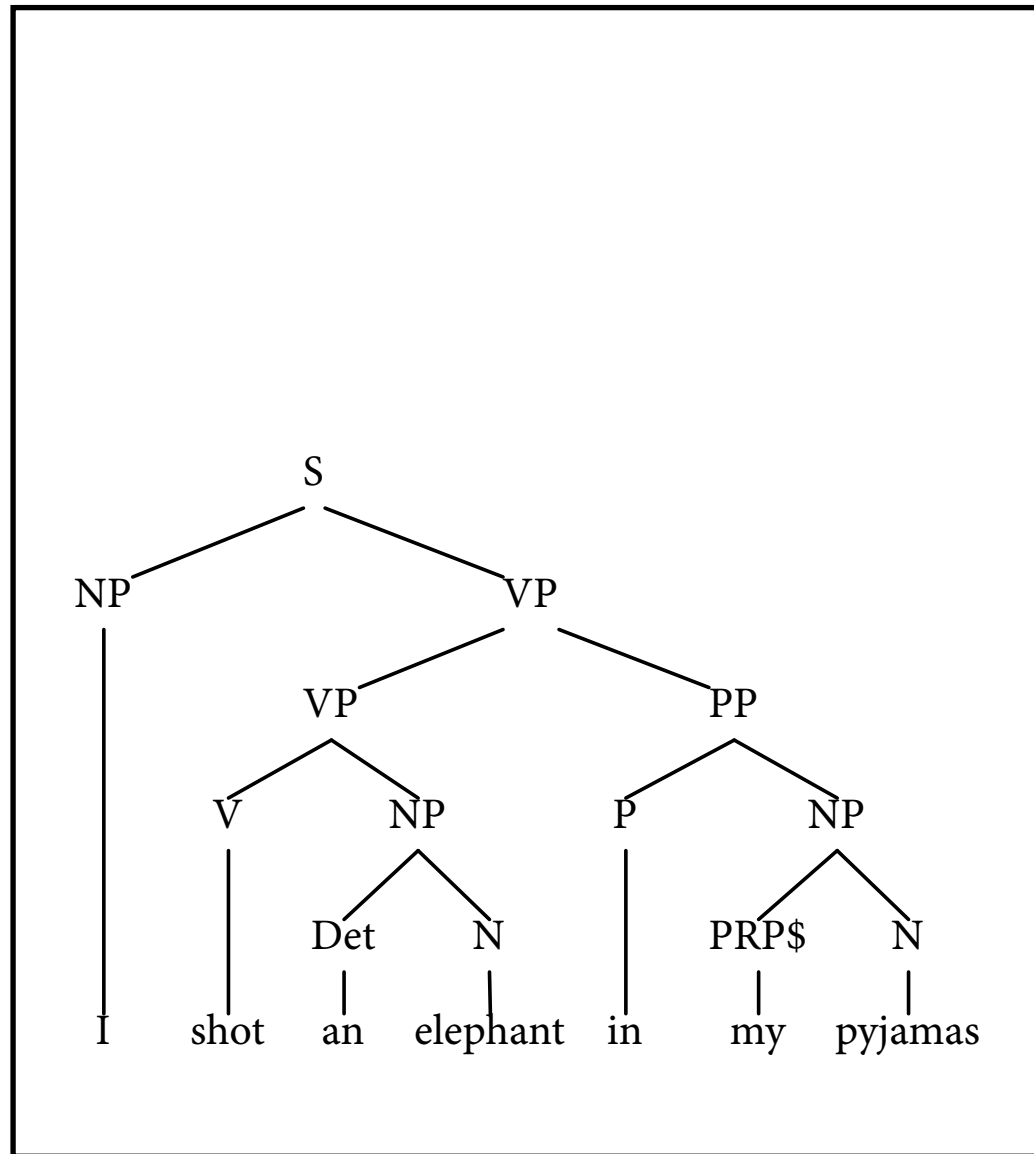 S
NP VP
VP PP
V NP P NP
Det N PRP$ N
I shot an elephant in my pyjamas